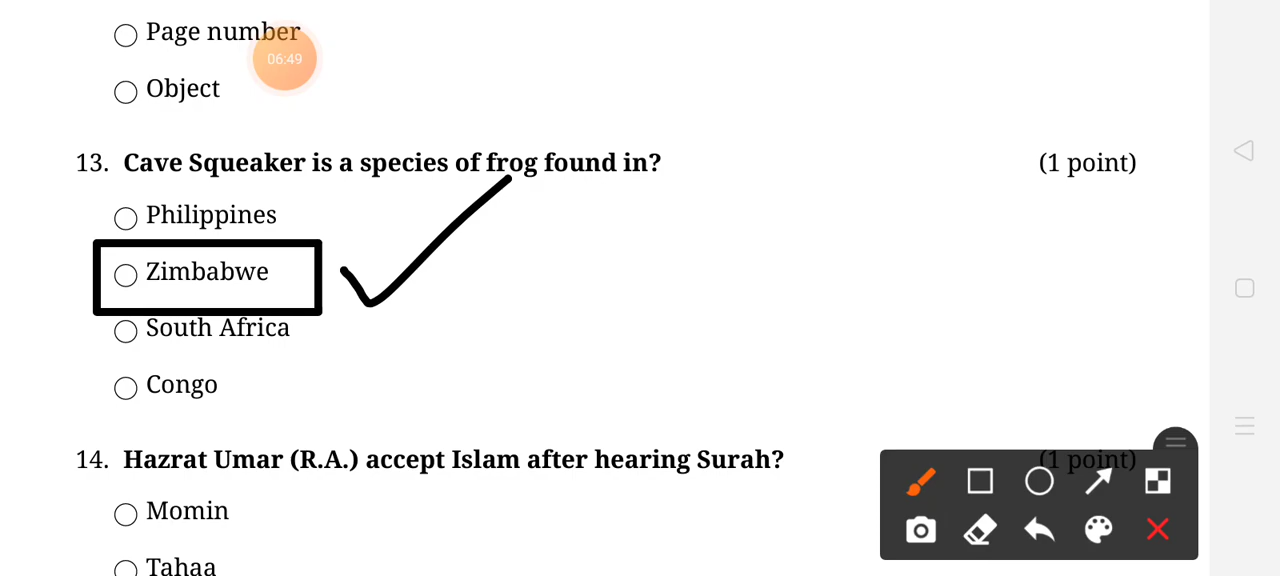 Page number
06:49
Object
13. Cave Squeaker is a species of frog found in? (1 point)
Philippines
Zimbabwe
South Africa
Congo
14. Hazrat Umar (R.A.) accept Islam after hearing Surah? (1 point)
Momin
Tahaa